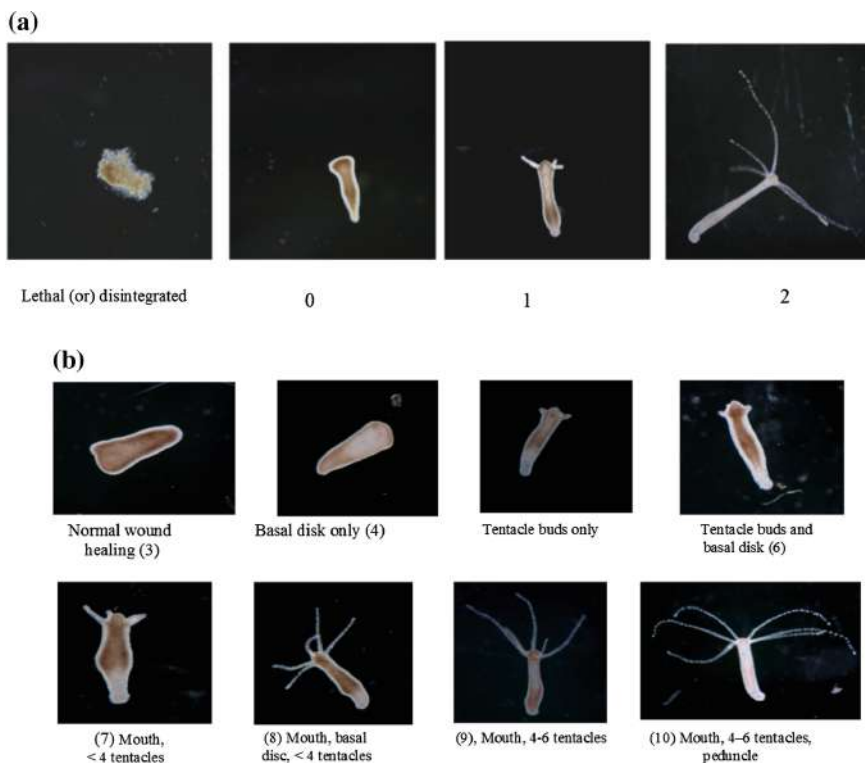 (a)
Lethal (or) disintegrated
0
1
2
(b)
Normal wound
healing (3)
Basal disk only (4)
Tentacle buds only
Tentacle buds and
basal disk (6)
(7) Mouth,
< 4 tentacles
(8) Mouth, basal
disc, < 4 tentacles
(9), Mouth, 4-6 tentacles
(10) Mouth, 4–6 tentacles,
peduncle